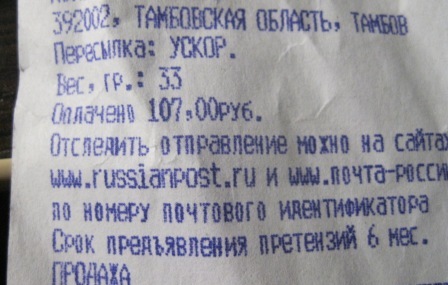 392002, ТАМБОВСКАЯ ОБЛАСТЬ, ТАМБОВ
Пересылка: УСКОР.
Вес, гр.: 33
Оплачено 107,00руб.
Отследить отправление можно на сайтах
www.russianpost.ru и www.почта-росси
по номеру почтового идентификатора
Срок предъявления претензий 6 мес.
ПРОДАЖА